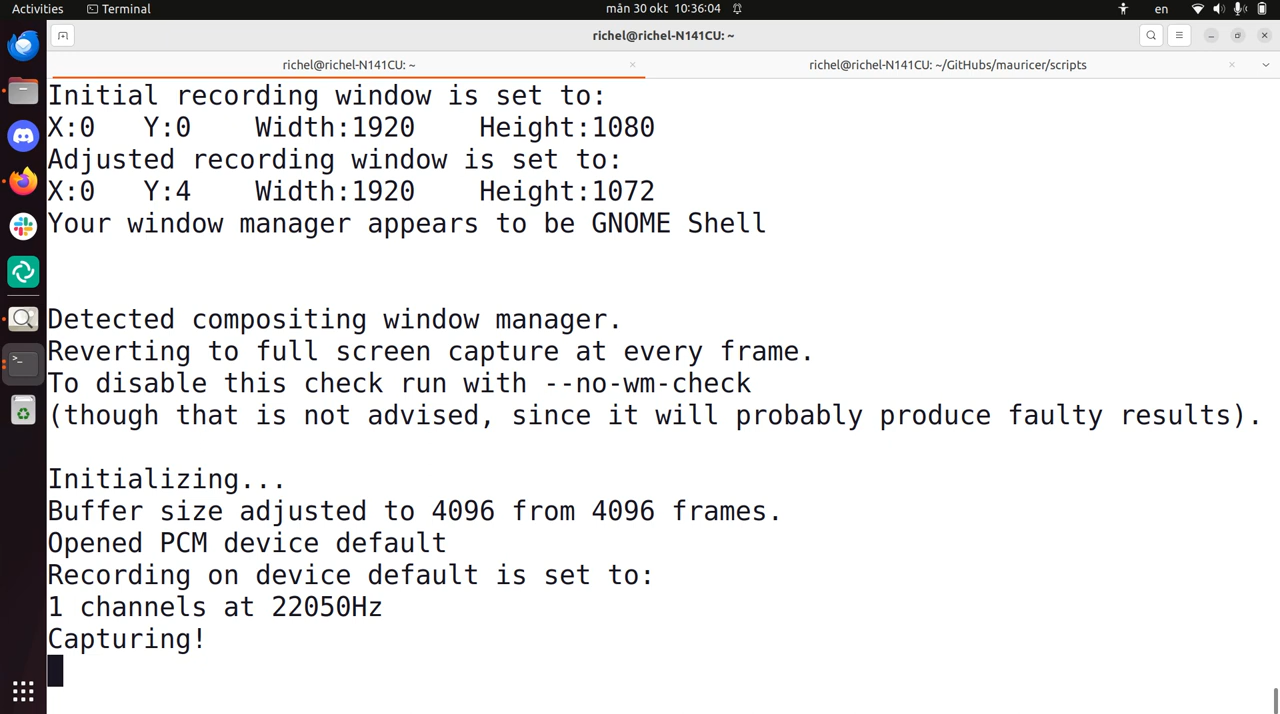 Activities Terminal mån 30 okt 10:36:04 en
richel@richel-N141CU: ~
richel@richel-N141CU: ~ richel@richel-N141CU: ~/GitHubs/mauricer/scripts
Initial recording window is set to:
X:0   Y:0    Width:1920    Height:1080
Adjusted recording window is set to:
X:0   Y:4    Width:1920    Height:1072
Your window manager appears to be GNOME Shell
Detected compositing window manager.
Reverting to full screen capture at every frame.
To disable this check run with --no-wm-check
(though that is not advised, since it will probably produce faulty results).
Initializing...
Buffer size adjusted to 4096 from 4096 frames.
Opened PCM device default
Recording on device default is set to:
1 channels at 22050Hz
Capturing!